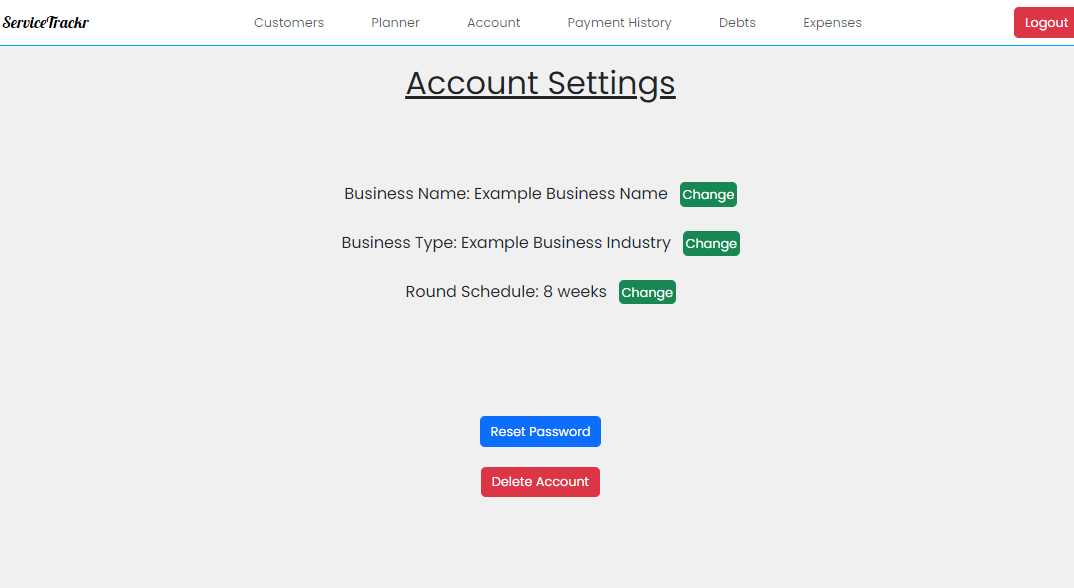 ServiceTrackr Customers Planner Account Payment History Debts Expenses Logout
Account Settings
Business Name: Example Business Name Change
Business Type: Example Business Industry Change
Round Schedule: 8 weeks Change
Reset Password
Delete Account